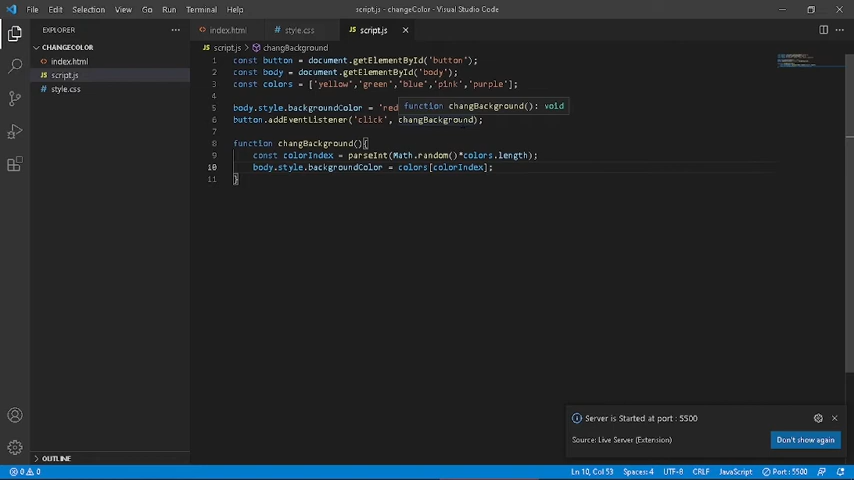 File Edit Selection View Go Run Terminal Help
script.js - changeColor - Visual Studio Code
EXPLORER
CHANGECOLOR
index.html
script.js
style.css
OUTLINE
index.html
style.css
JS script.js
JS script.js > changBackground
1 const button = document.getElementById('button');
2 const body = document.getElementById('body');
3 const colors = ['yellow','green','blue','pink','purple'];
4
5 body.style.backgroundColor = 'red
function changBackground(): void
6 button.addEventListener('click', changBackground);
7
8 function changBackground(){
9 const colorIndex = parseInt(Math.random()*colors.length);
10 body.style.backgroundColor = colors[colorIndex];
11 }
Server is Started at port : 5500
Source: Live Server (Extension)
Don't show again
0 0
Ln 10, Col 53 Spaces: 4 UTF-8 CRLF JavaScript Port : 5500